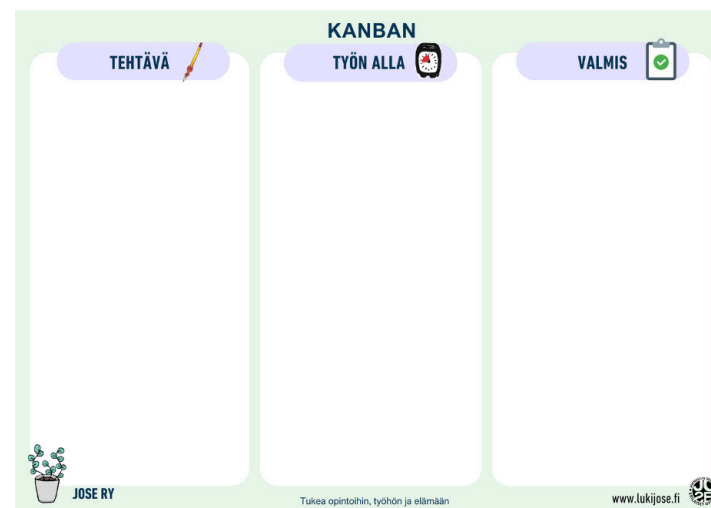 KANBAN
TEHTÄVÄ
TYÖN ALLA
VALMIS
JOSE RY
Tukea opintoihin, työhön ja elämään
www.lukijose.fi